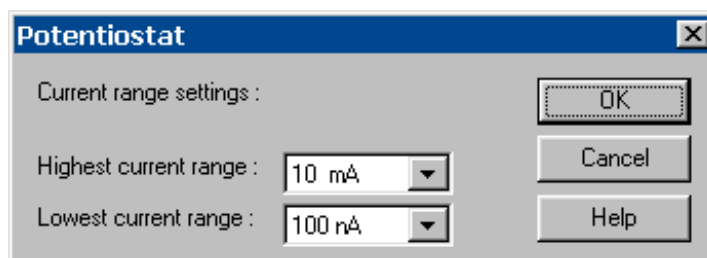 Potentiostat
Current range settings :
OK
Highest current range :
10 mA
Cancel
Lowest current range :
100 nA
Help